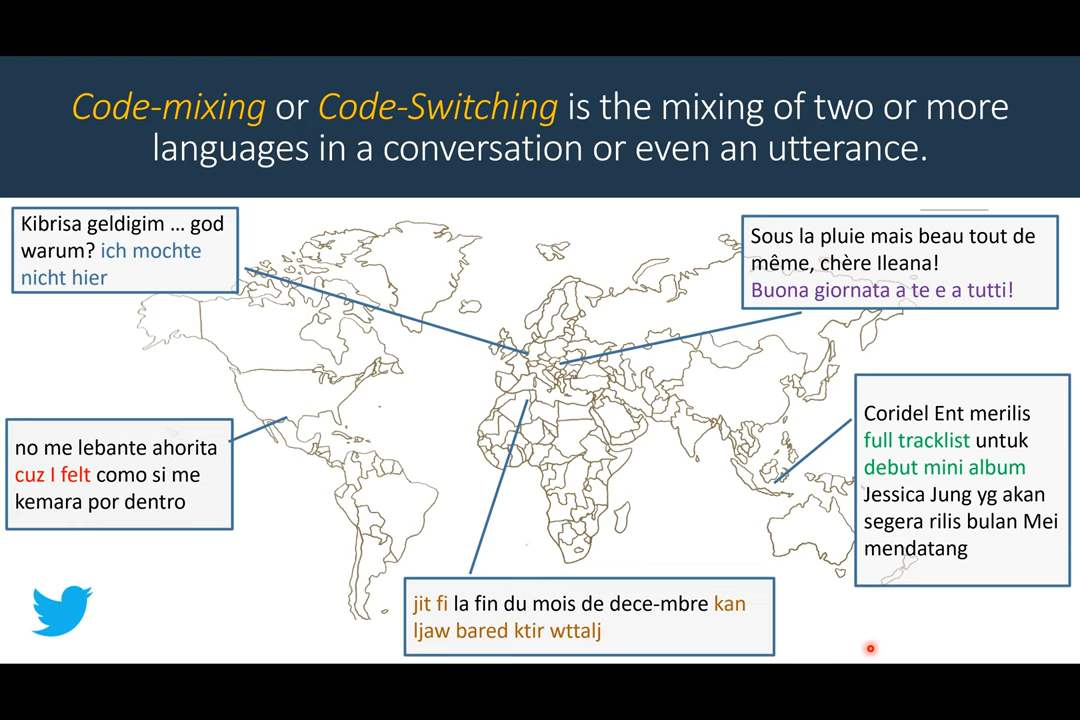 Code-mixing or Code-Switching is the mixing of two or more
languages in a conversation or even an utterance.
Kibrisa geldigim ... god
warum? ich mochte
nicht hier
Sous la pluie mais beau tout de
même, chère Ileana!
Buona giornata a te e a tutti!
no me lebante ahorita
cuz I felt como si me
kemara por dentro
Coridel Ent merilis
full tracklist untuk
debut mini album
Jessica Jung yg akan
segera rilis bulan Mei
mendatang
jit fi la fin du mois de dece-mbre kan
ljaw bared ktir wttalj